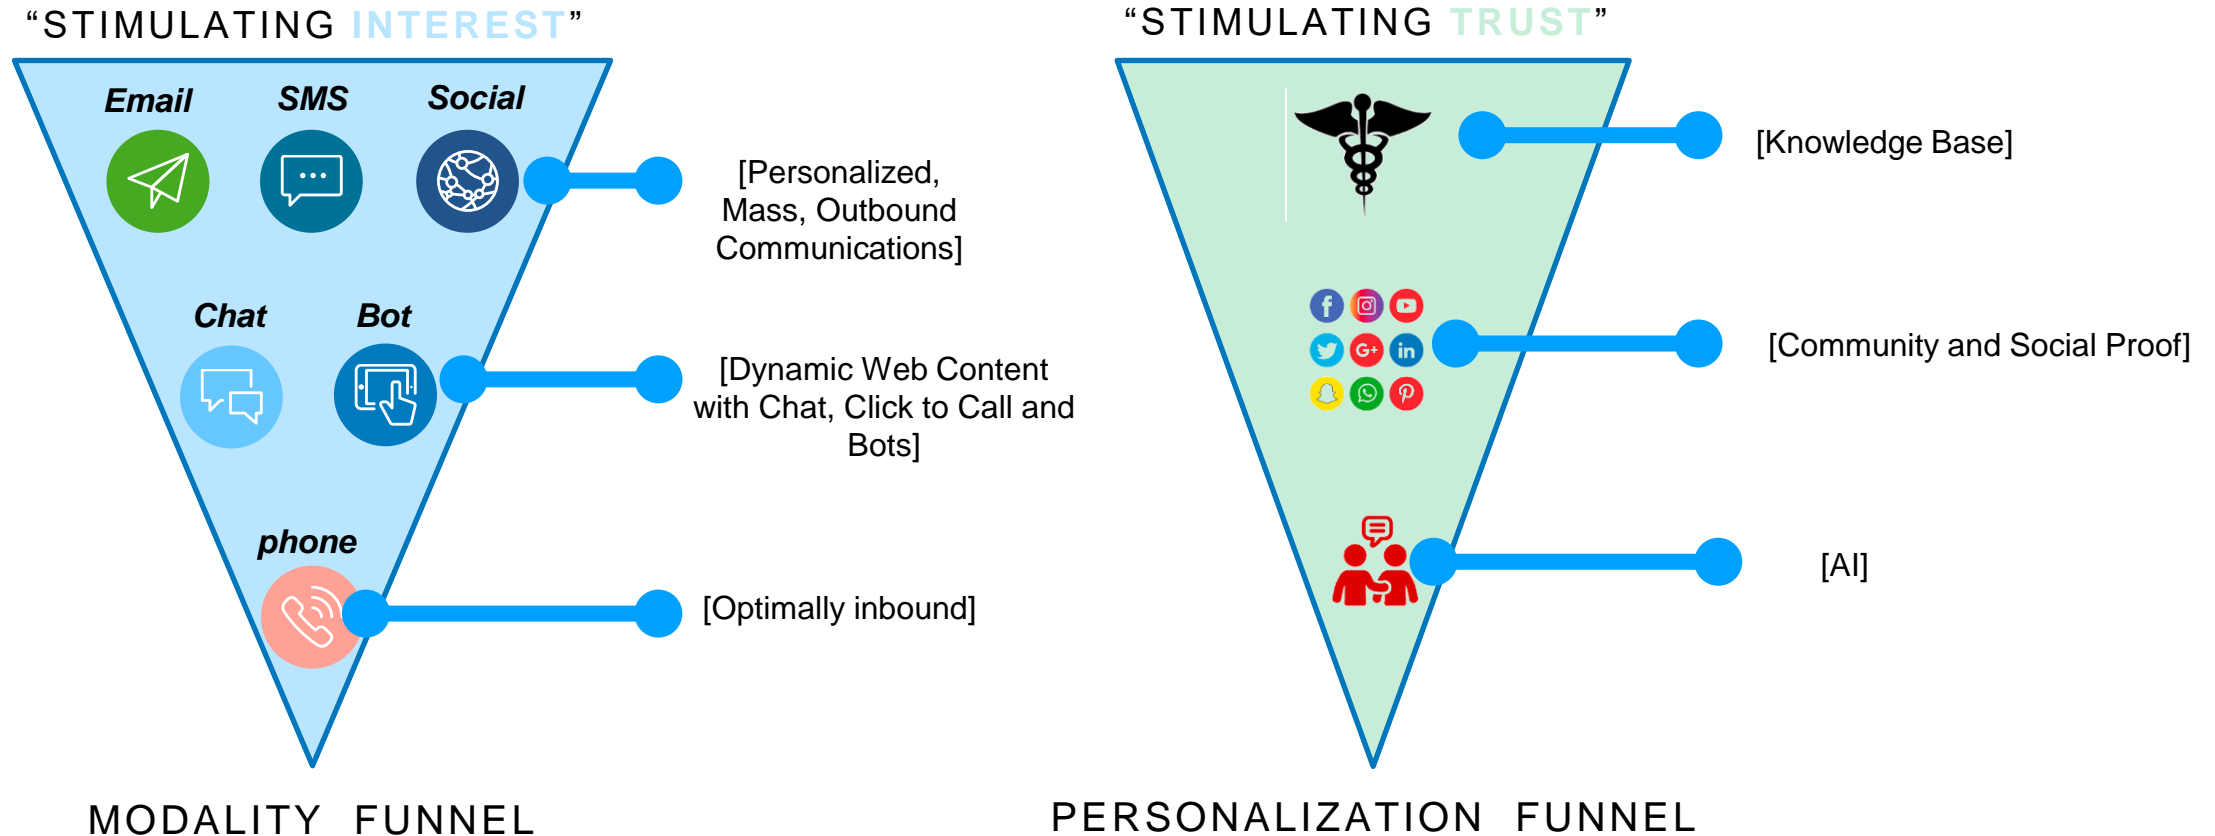 “STIMULATING INTEREST”
Email
SMS
Social
[Personalized,
Mass, Outbound
Communications]
Chat
Bot
[Dynamic Web Content
with Chat, Click to Call and
Bots]
phone
[Optimally inbound]
MODALITY FUNNEL
“STIMULATING TRUST”
[Knowledge Base]
f
G+
in
[Community and Social Proof]
[AI]
PERSONALIZATION FUNNEL